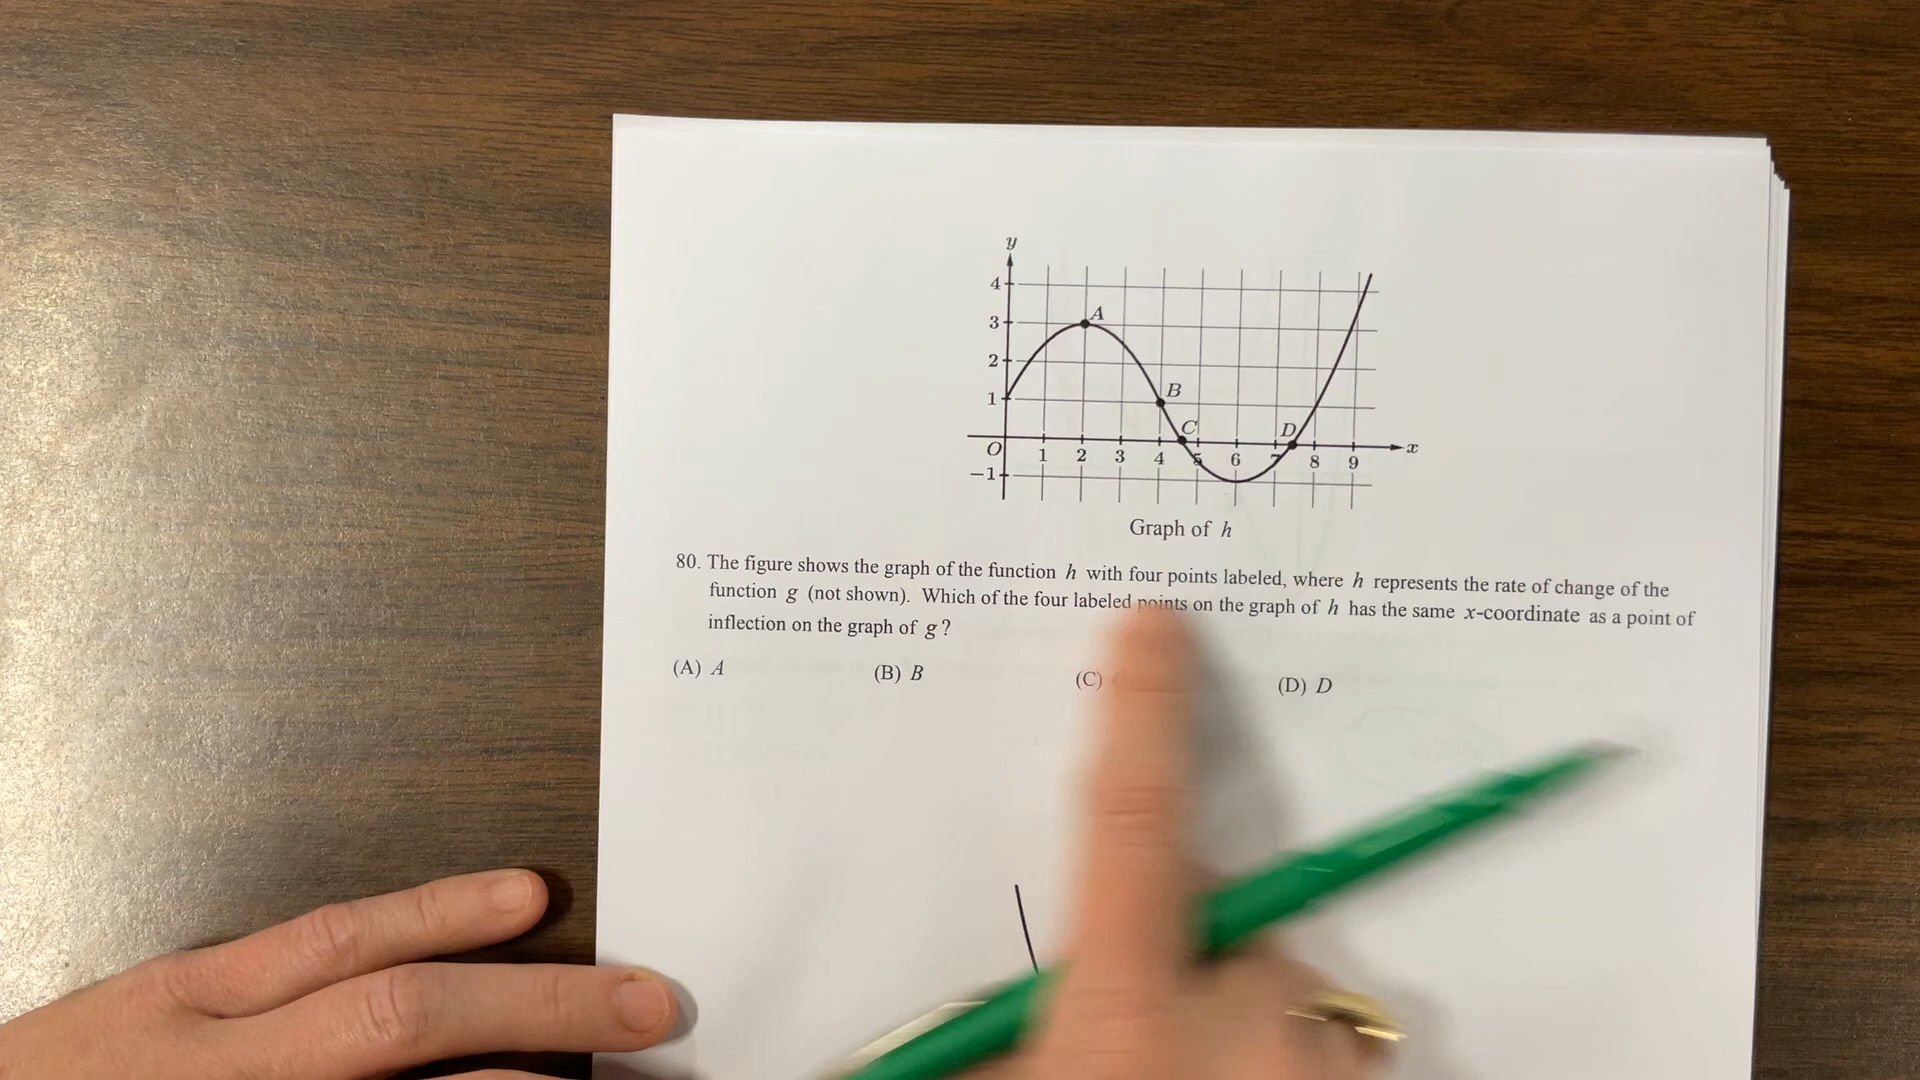 y
4
3
A
2
B
1
C
D
x
O
1 2 3 4 5 6 7 8 9
−1
Graph of h
80. The figure shows the graph of the function h with four points labeled, where h represents the rate of change of the
function g (not shown). Which of the four labeled points on the graph of h has the same x-coordinate as a point of
inflection on the graph of g?
(A) A (B) B (C) (D) D